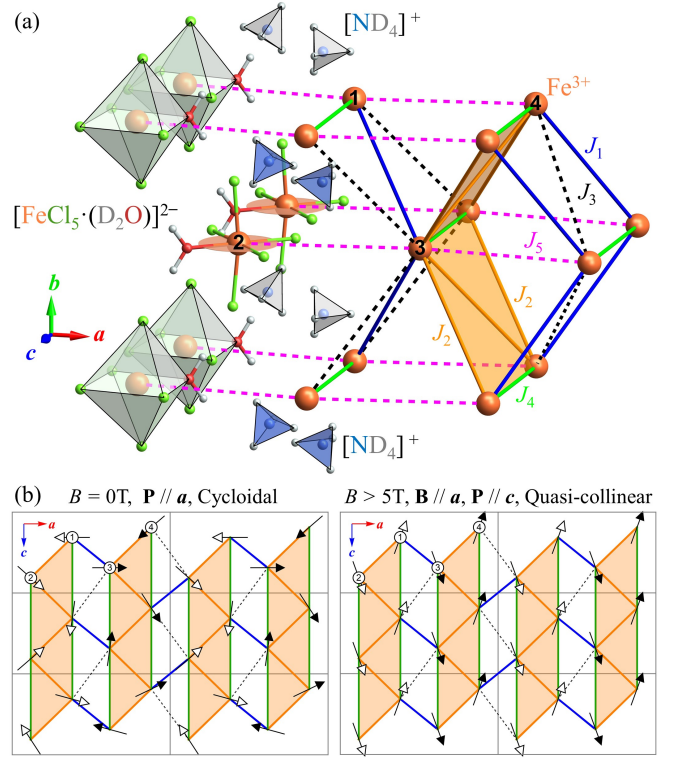 (a)
[ND₄]⁺
1
4
Fe³⁺
J₁
J₃
[FeCl₅·(D₂O)]²⁻
2
3
J₅
b
a
c
J₂
J₂
J₄
[ND₄]⁺
(b) B = 0T, P // a, Cycloidal
B > 5T, B // a, P // c, Quasi-collinear
a
c
1
2
3
4
a
c
1
2
3
4